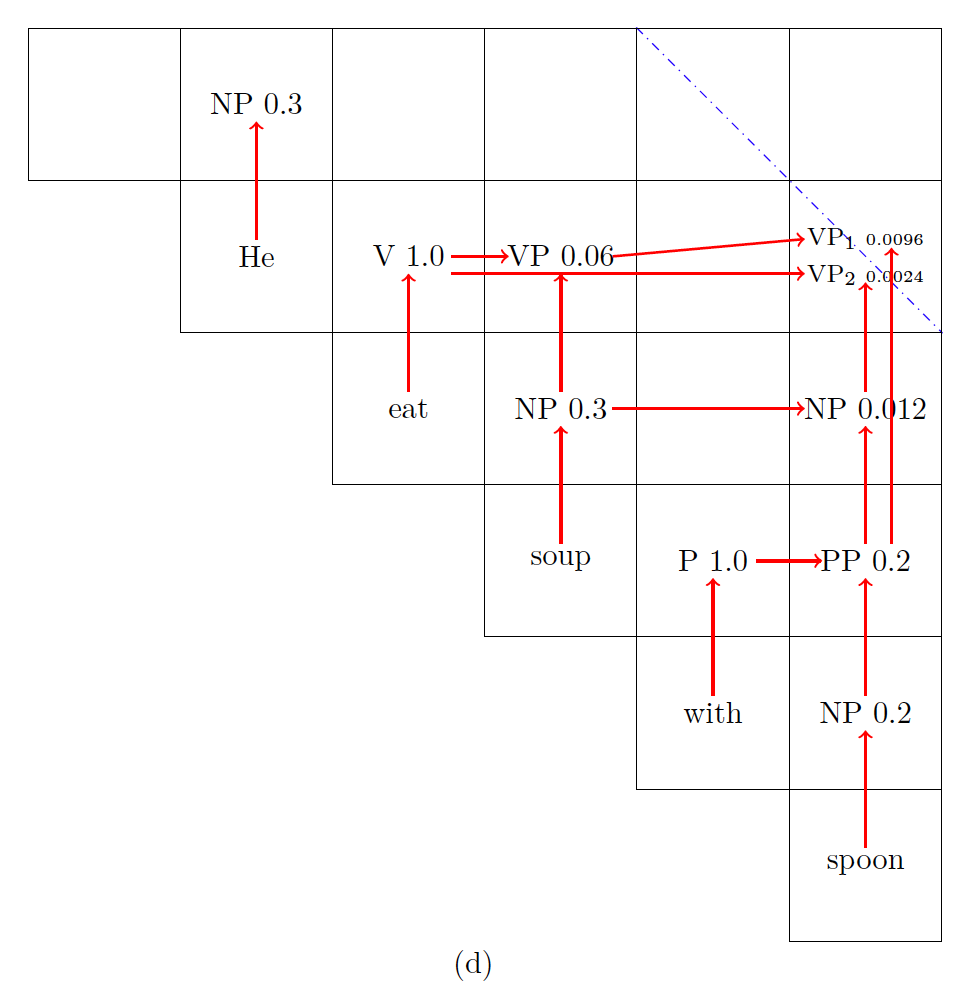 NP 0.3
He
V 1.0
VP 0.06
VP1 0.0096
VP2 0.0024
eat
NP 0.3
NP 0.012
soup
P 1.0
PP 0.2
with
NP 0.2
spoon
(d)